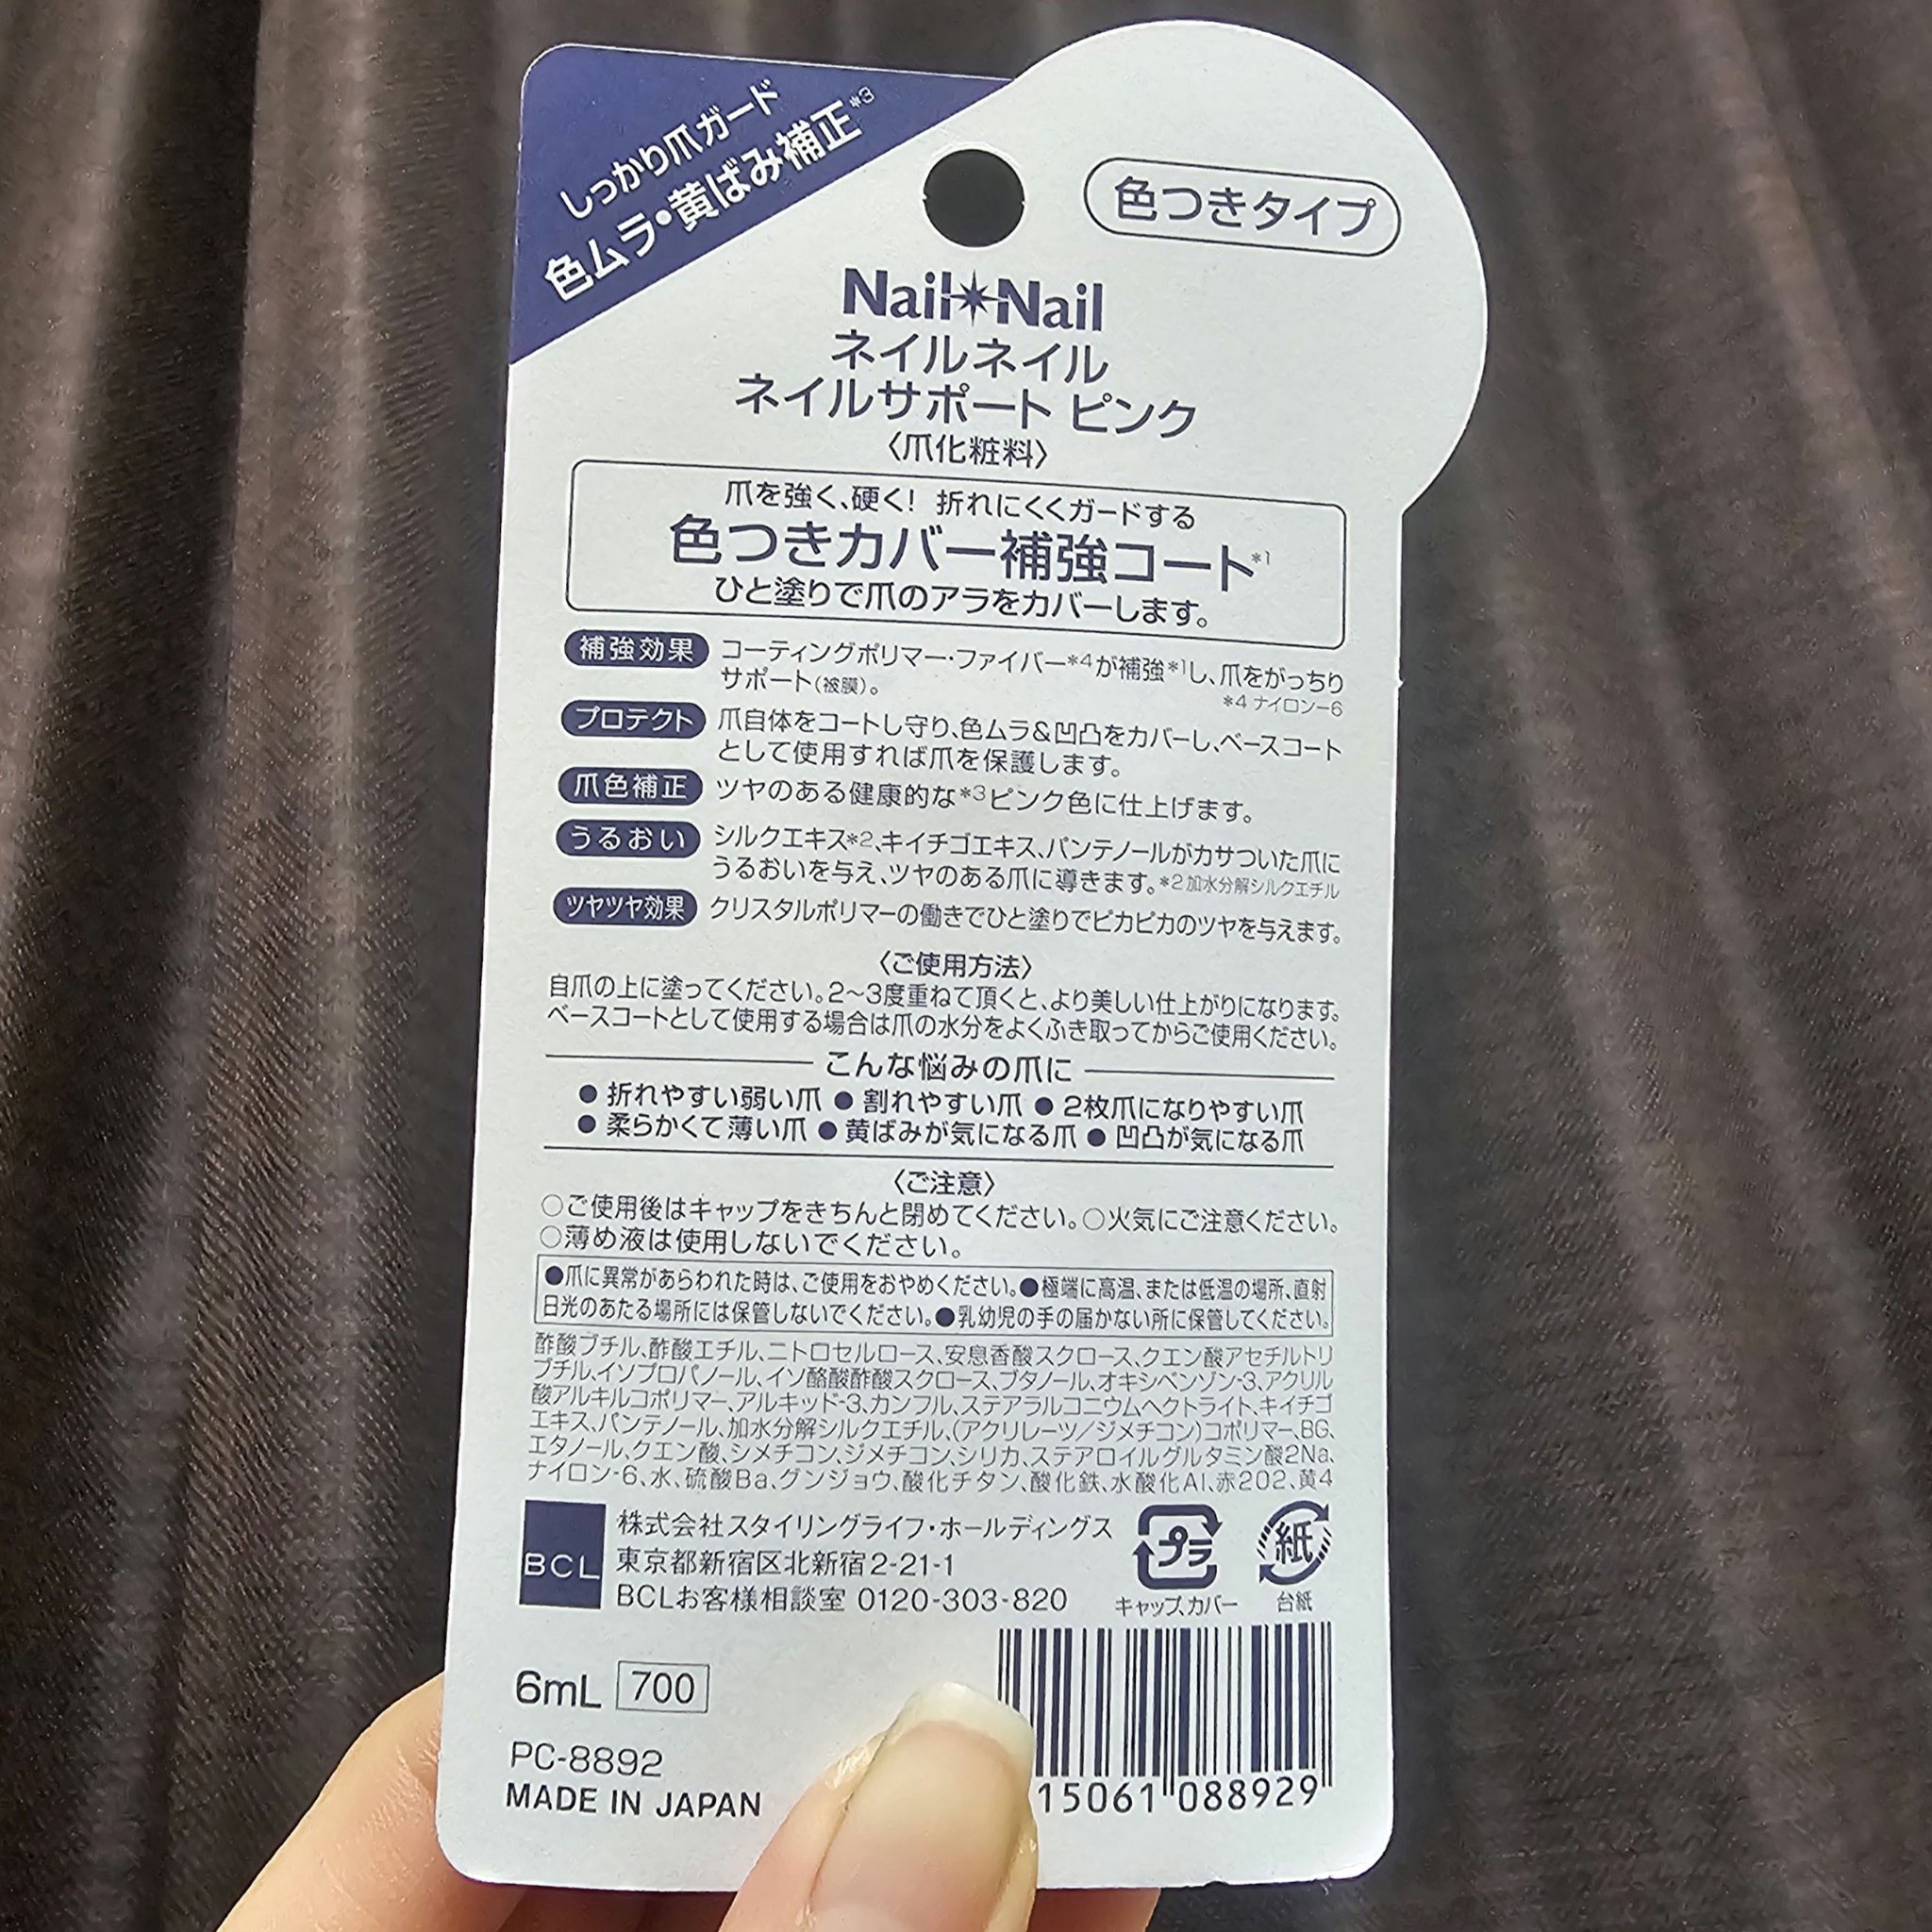 しっかり爪ガード
色ムラ・黄ばみ補正*3
色つきタイプ
Nail Nail
ネイルネイル
ネイルサポート ピンク
〈爪化粧料〉
爪を強く、硬く! 折れにくくガードする
色つきカバー補強コート*1
ひと塗りで爪のアラをカバーします。
補強効果 コーティングポリマー・ファイバー*4が補強*1し、爪をがっちり
サポート(被膜)。
*4 ナイロン-6
プロテクト 爪自体をコートし守り、色ムラ&凹凸をカバーし、ベースコート
として使用すれば爪を保護します。
爪色補正 ツヤのある健康的な*3ピンク色に仕上げます。
うるおい シルクエキス*2、キイチゴエキス、パンテノールがカサついた爪に
うるおいを与え、ツヤのある爪に導きます。*2 加水分解シルクエチル
ツヤツヤ効果 クリスタルポリマーの働きでひと塗りでピカピカのツヤを与えます。
〈ご使用方法〉
自爪の上に塗ってください。2〜3度重ねて頂くと、より美しい仕上がりになります。
ベースコートとして使用する場合は爪の水分をよくふき取ってからご使用ください。
こんな悩みの爪に
● 折れやすい弱い爪 ● 割れやすい爪 ● 2枚爪になりやすい爪
● 柔らかくて薄い爪 ● 黄ばみが気になる爪 ● 凹凸が気になる爪
〈ご注意〉
○ご使用後はキャップをきちんと閉めてください。○火気にご注意ください。
○薄め液は使用しないでください。
●爪に異常があらわれた時は、ご使用をおやめください。●極端に高温、または低温の場所、直射
日光のあたる場所には保管しないでください。●乳幼児の手の届かない所に保管してください。
酢酸ブチル、酢酸エチル、ニトロセルロース、安息香酸スクロース、クエン酸アセチルトリ
ブチル、イソプロパノール、イソ酪酸酢酸スクロース、ブタノール、オキシベンゾン-3、アクリル
酸アルキルコポリマー、アルキッド-3、カンフル、ステアラルコニウムヘクトライト、キイチゴ
エキス、パンテノール、加水分解シルクエチル、(アクリレーツ/ジメチコン)コポリマー、BG、
エタノール、クエン酸、シメチコン、ジメチコン、シリカ、ステアロイルグルタミン酸2Na、
ナイロン-6、水、硫酸Ba、グンジョウ、酸化チタン、酸化鉄、水酸化Al、赤202、黄4
BCL
株式会社スタイリングライフ・ホールディングス
東京都新宿区北新宿2-21-1
BCLお客様相談室 0120-303-820
プラ
キャップ、カバー
紙
台紙
6mL 700
PC-8892
MADE IN JAPAN
15061 088929